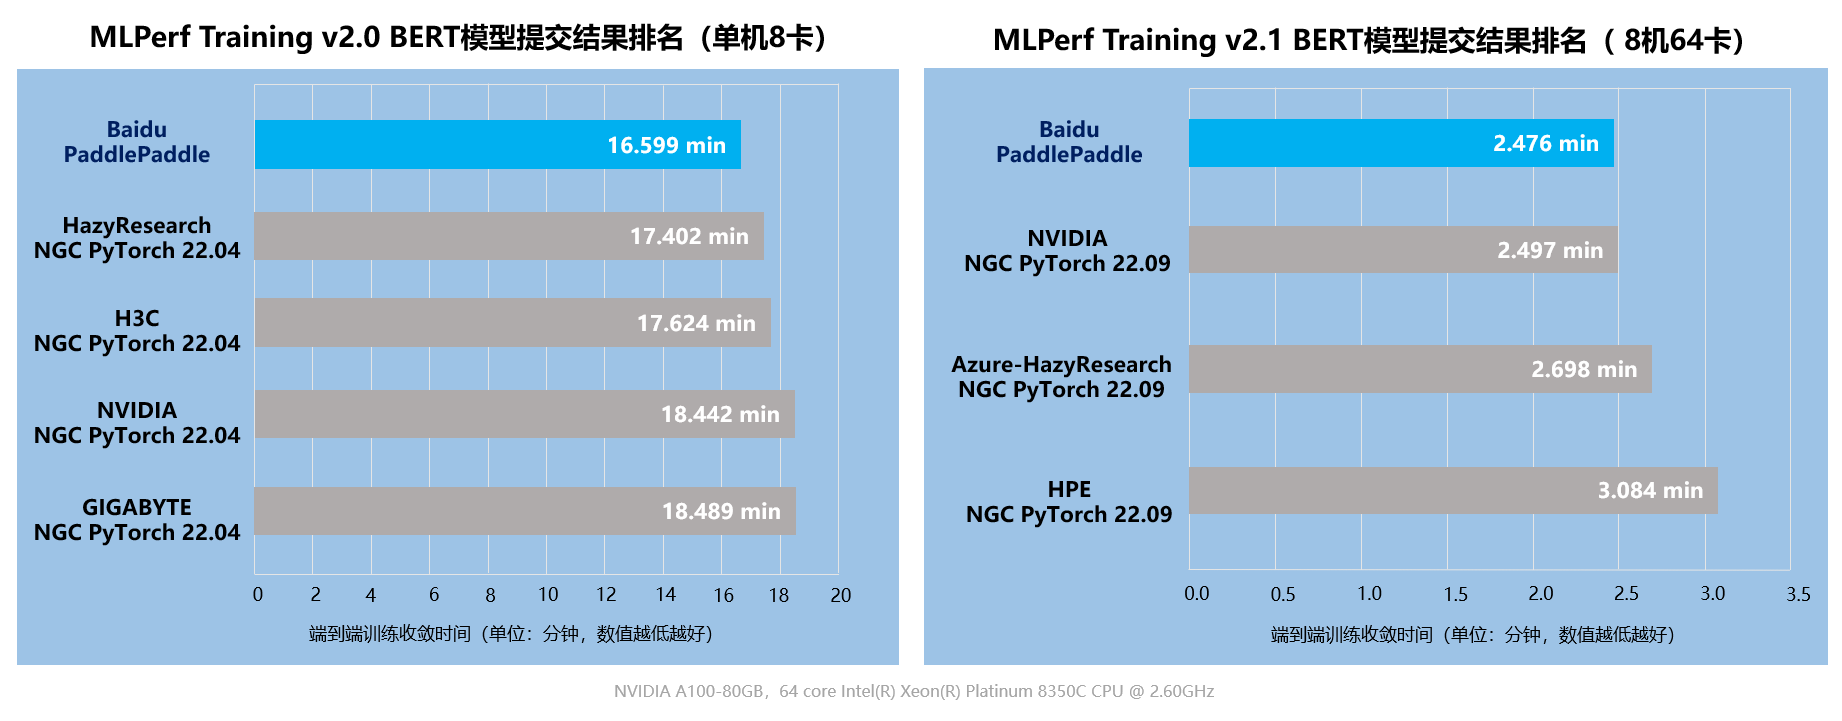 MLPerf Training v2.0 BERT模型提交结果排名（单机8卡）
Baidu
PaddlePaddle
16.599 min
HazyResearch
NGC PyTorch 22.04
17.402 min
H3C
NGC PyTorch 22.04
17.624 min
NVIDIA
NGC PyTorch 22.04
18.442 min
GIGABYTE
NGC PyTorch 22.04
18.489 min
0 2 4 6 8 10 12 14 16 18 20
端到端训练收敛时间（单位：分钟，数值越低越好）
MLPerf Training v2.1 BERT模型提交结果排名（ 8机64卡）
Baidu
PaddlePaddle
2.476 min
NVIDIA
NGC PyTorch 22.09
2.497 min
Azure-HazyResearch
NGC PyTorch 22.09
2.698 min
HPE
NGC PyTorch 22.09
3.084 min
0.0 0.5 1.0 1.5 2.0 2.5 3.0 3.5
端到端训练收敛时间（单位：分钟，数值越低越好）
NVIDIA A100-80GB，64 core Intel(R) Xeon(R) Platinum 8350C CPU @ 2.60GHz